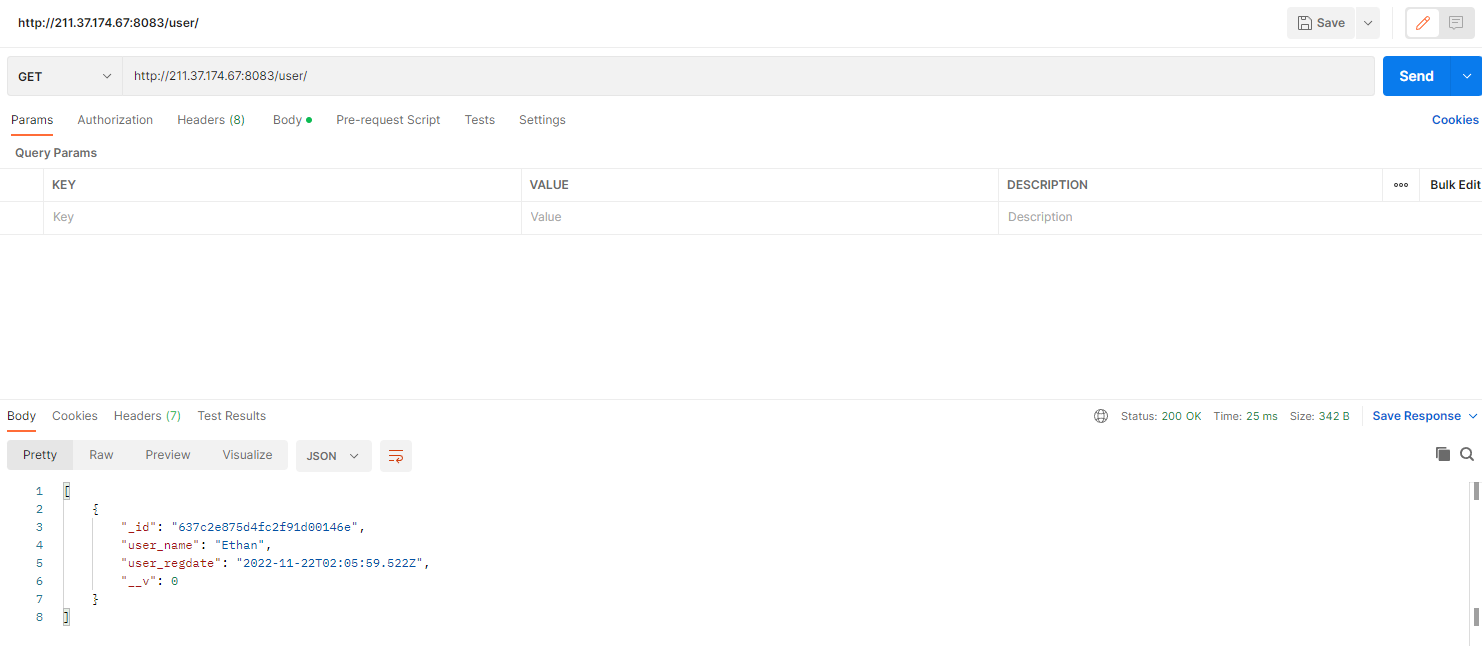 http://211.37.174.67:8083/user/
Save
GET http://211.37.174.67:8083/user/ Send
Params Authorization Headers (8) Body Pre-request Script Tests Settings Cookies
Query Params
KEY VALUE DESCRIPTION ooo Bulk Edit
Key Value Description
Body Cookies Headers (7) Test Results Status: 200 OK Time: 25 ms Size: 342 B Save Response
Pretty Raw Preview Visualize JSON
1 [
2 {
3 "_id": "637c2e875d4fc2f91d00146e",
4 "user_name": "Ethan",
5 "user_regdate": "2022-11-22T02:05:59.522Z",
6 "__v": 0
7 }
8 ]